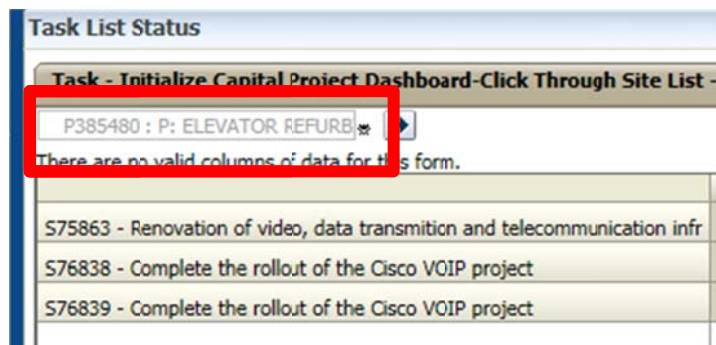 Task List Status
Task - Initialize Capital Project Dashboard-Click Through Site List -
P385480 : P: ELEVATOR REFURB
There are no valid columns of data for this form.
S75863 - Renovation of video, data transmition and telecommunication infr
S76838 - Complete the rollout of the Cisco VOIP project
S76839 - Complete the rollout of the Cisco VOIP project